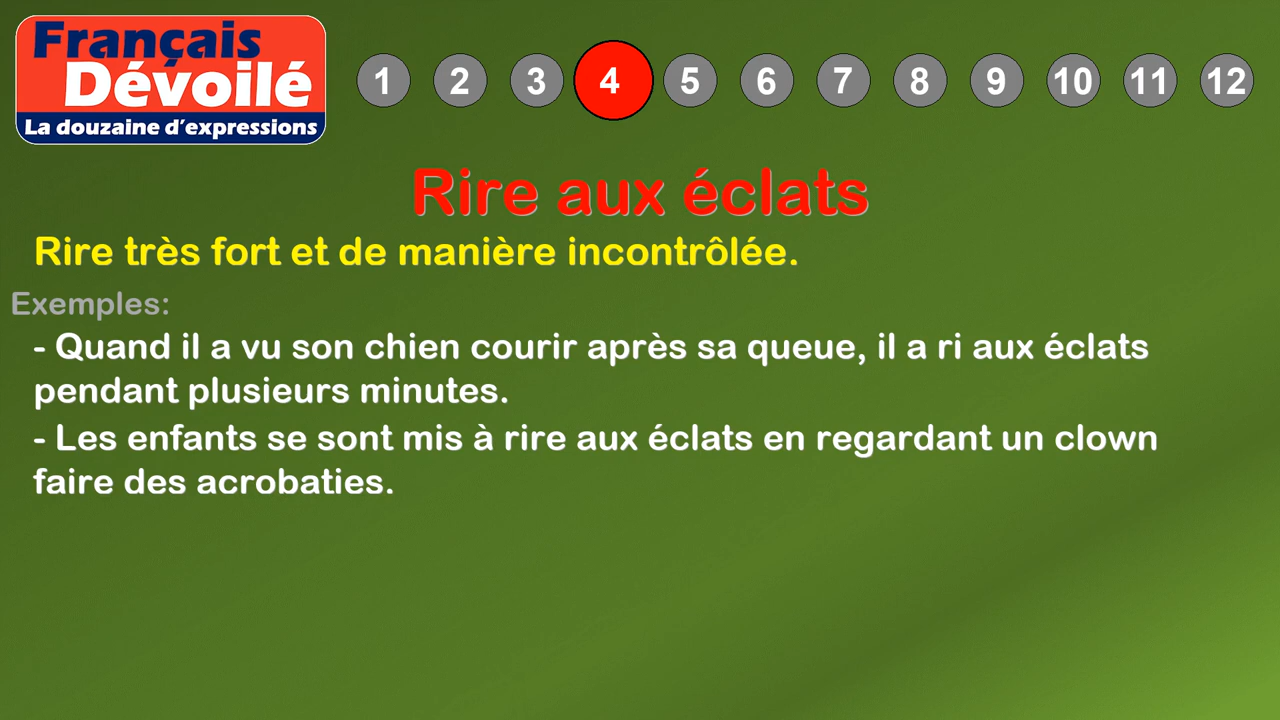 Français
Dévoilé
La douzaine d'expressions
1 2 3 4 5 6 7 8 9 10 11 12
Rire aux éclats
Rire très fort et de manière incontrôlée.
Exemples:
- Quand il a vu son chien courir après sa queue, il a ri aux éclats
pendant plusieurs minutes.
- Les enfants se sont mis à rire aux éclats en regardant un clown
faire des acrobaties.